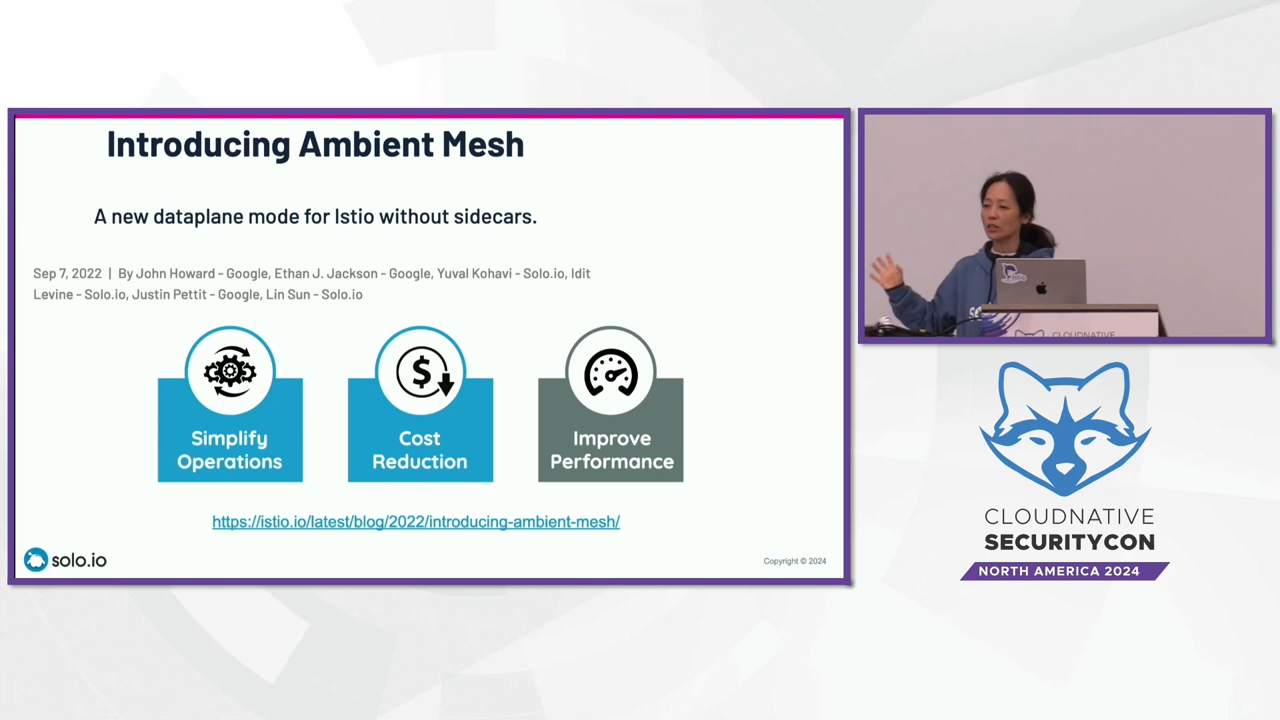 Introducing Ambient Mesh
A new dataplane mode for Istio without sidecars.
Sep 7, 2022 | By John Howard - Google, Ethan J. Jackson - Google, Yuval Kohavi - Solo.io, Idit
Levine - Solo.io, Justin Pettit - Google, Lin Sun - Solo.io
Simplify
Operations
Cost
Reduction
Improve
Performance
https://istio.io/latest/blog/2022/introducing-ambient-mesh/
solo.io
Copyright © 2024
Istio
CLOUDNATIVE
CLOUDNATIVE
SECURITYCON
NORTH AMERICA 2024